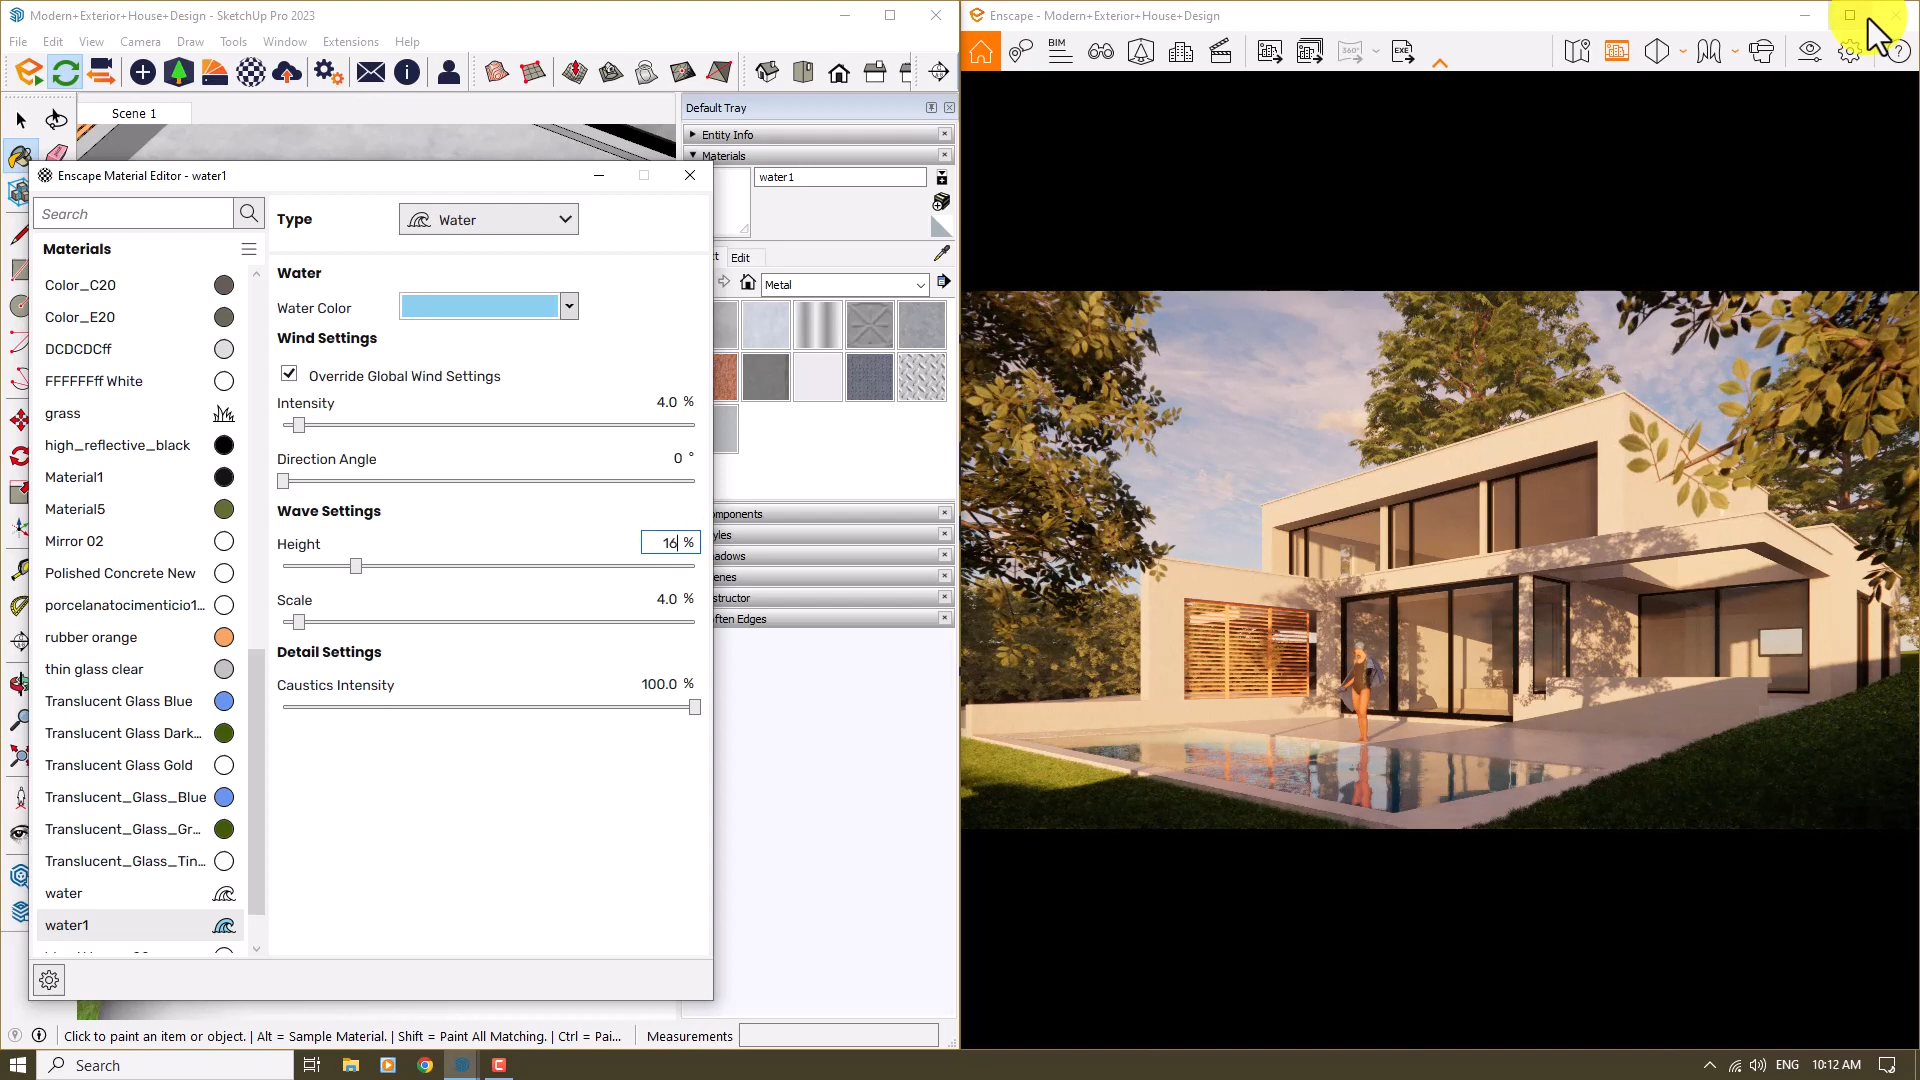 Modern+Exterior+House+Design - SketchUp Pro 2023
File Edit View Camera Draw Tools Window Extensions Help
Scene 1
Enscape Material Editor - water1
Search
Materials
Color_C20
Color_E20
DCDCDCff
FFFFFFff White
grass
high_reflective_black
Material1
Material5
Mirror 02
Polished Concrete New
porcelanatocimenticio1...
rubber orange
thin glass clear
Translucent Glass Blue
Translucent Glass Dark...
Translucent Glass Gold
Translucent_Glass_Blue
Translucent_Glass_Gr...
Translucent_Glass_Tin...
water
water1
Type
Water
Water
Water Color
Wind Settings
Override Global Wind Settings
Intensity 4.0 %
Direction Angle 0 °
Wave Settings
Height 16 %
Scale 4.0 %
Detail Settings
Caustics Intensity 100.0 %
Default Tray
Entity Info
Materials
water1
Edit
Metal
omponents
yles
adows
enes
structor
ften Edges
Click to paint an item or object. | Alt = Sample Material. | Shift = Paint All Matching. | Ctrl = Pai...
Measurements
Enscape - Modern+Exterior+House+Design
BIM
360°
EXE
Search
ENG
10:12 AM